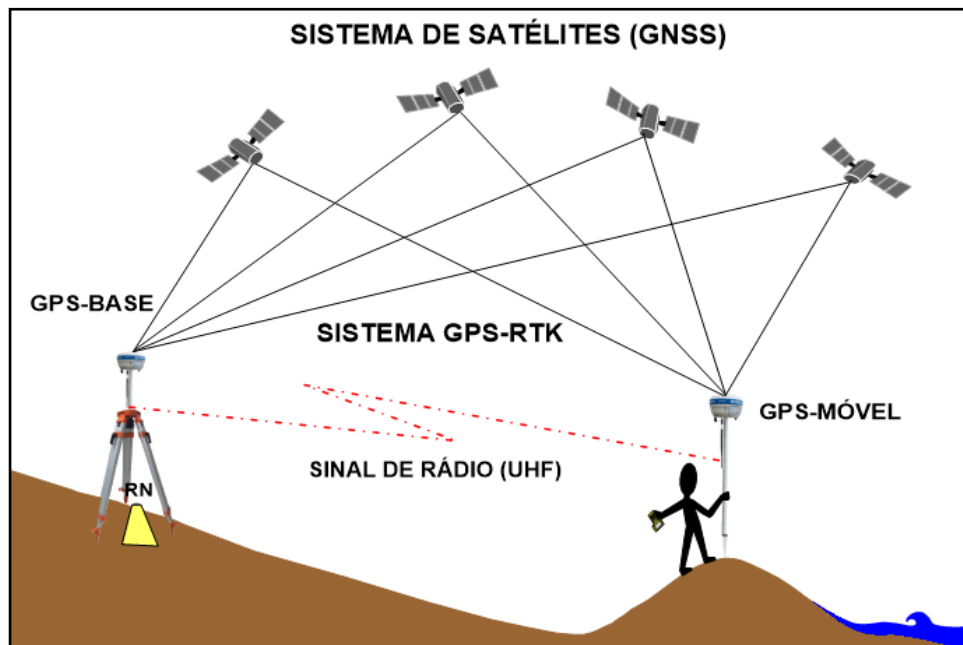 SISTEMA DE SATÉLITES (GNSS)
GPS-BASE
SISTEMA GPS-RTK
GPS-MÓVEL
SINAL DE RÁDIO (UHF)
RN